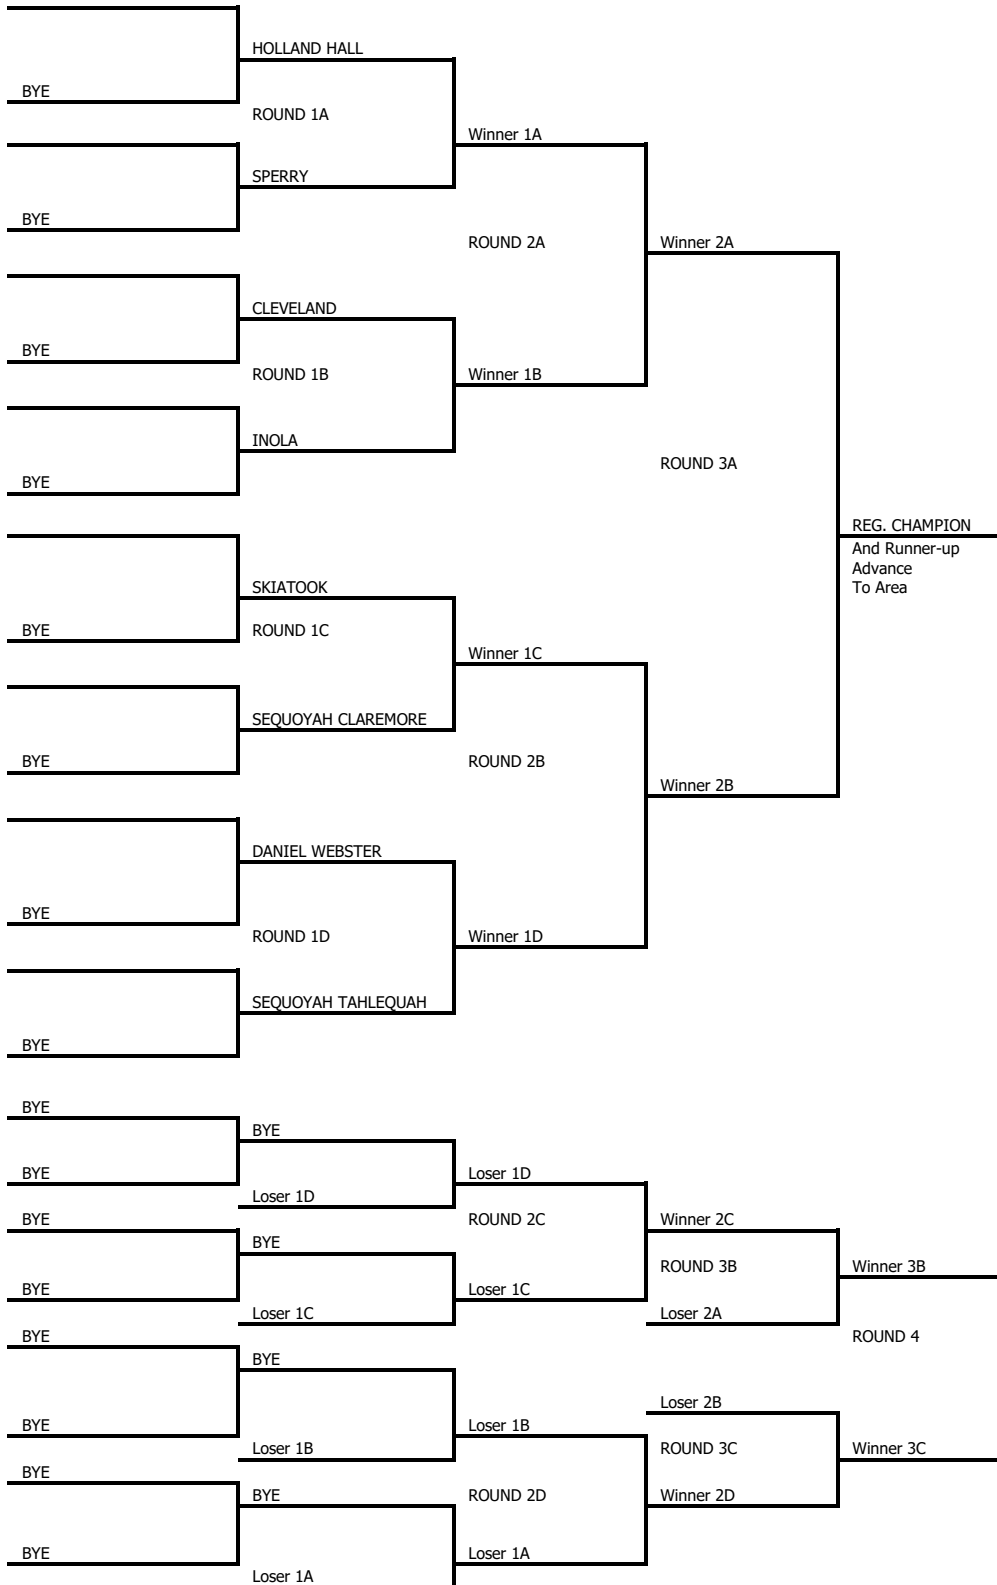 HOLLAND HALL
BYE
ROUND 1A
Winner 1A
SPERRY
BYE
ROUND 2A
Winner 2A
CLEVELAND
BYE
ROUND 1B
Winner 1B
INOLA
ROUND 3A
BYE
REG. CHAMPION
And Runner-up
Advance
To Area
SKIATOOK
BYE
ROUND 1C
Winner 1C
SEQUOYAH CLAREMORE
BYE
ROUND 2B
Winner 2B
DANIEL WEBSTER
BYE
ROUND 1D
Winner 1D
SEQUOYAH TAHLEQUAH
BYE
BYE
BYE
BYE
Loser 1D
Loser 1D
BYE
ROUND 2C
Winner 2C
BYE
ROUND 3B
Winner 3B
BYE
Loser 1C
Loser 1C
Loser 2A
BYE
ROUND 4
BYE
Loser 2B
BYE
Loser 1B
Loser 1B
ROUND 3C
Winner 3C
BYE
BYE
ROUND 2D
Winner 2D
BYE
Loser 1A
Loser 1A